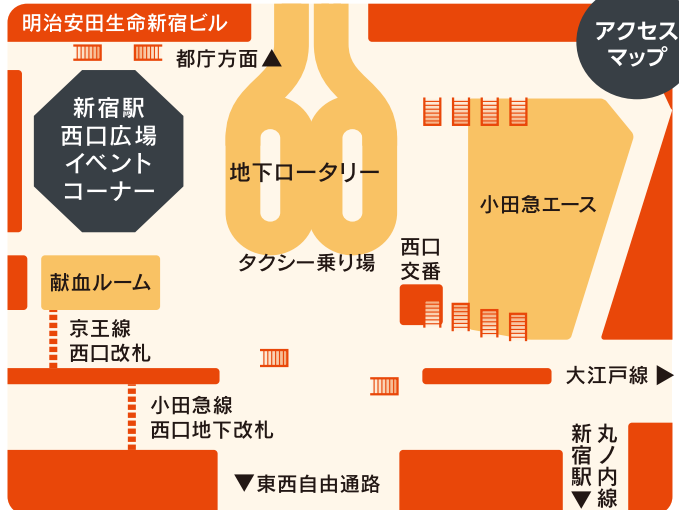 明治安田生命新宿ビル
アクセス
マップ
都庁方面▲
新宿駅
西口広場
イベント
コーナー
地下ロータリー
小田急エース
タクシー乗り場
西口
交番
献血ルーム
京王線
西口改札
大江戸線▶
小田急線
西口地下改札
丸ノ内線
新宿駅▼
▼東西自由通路